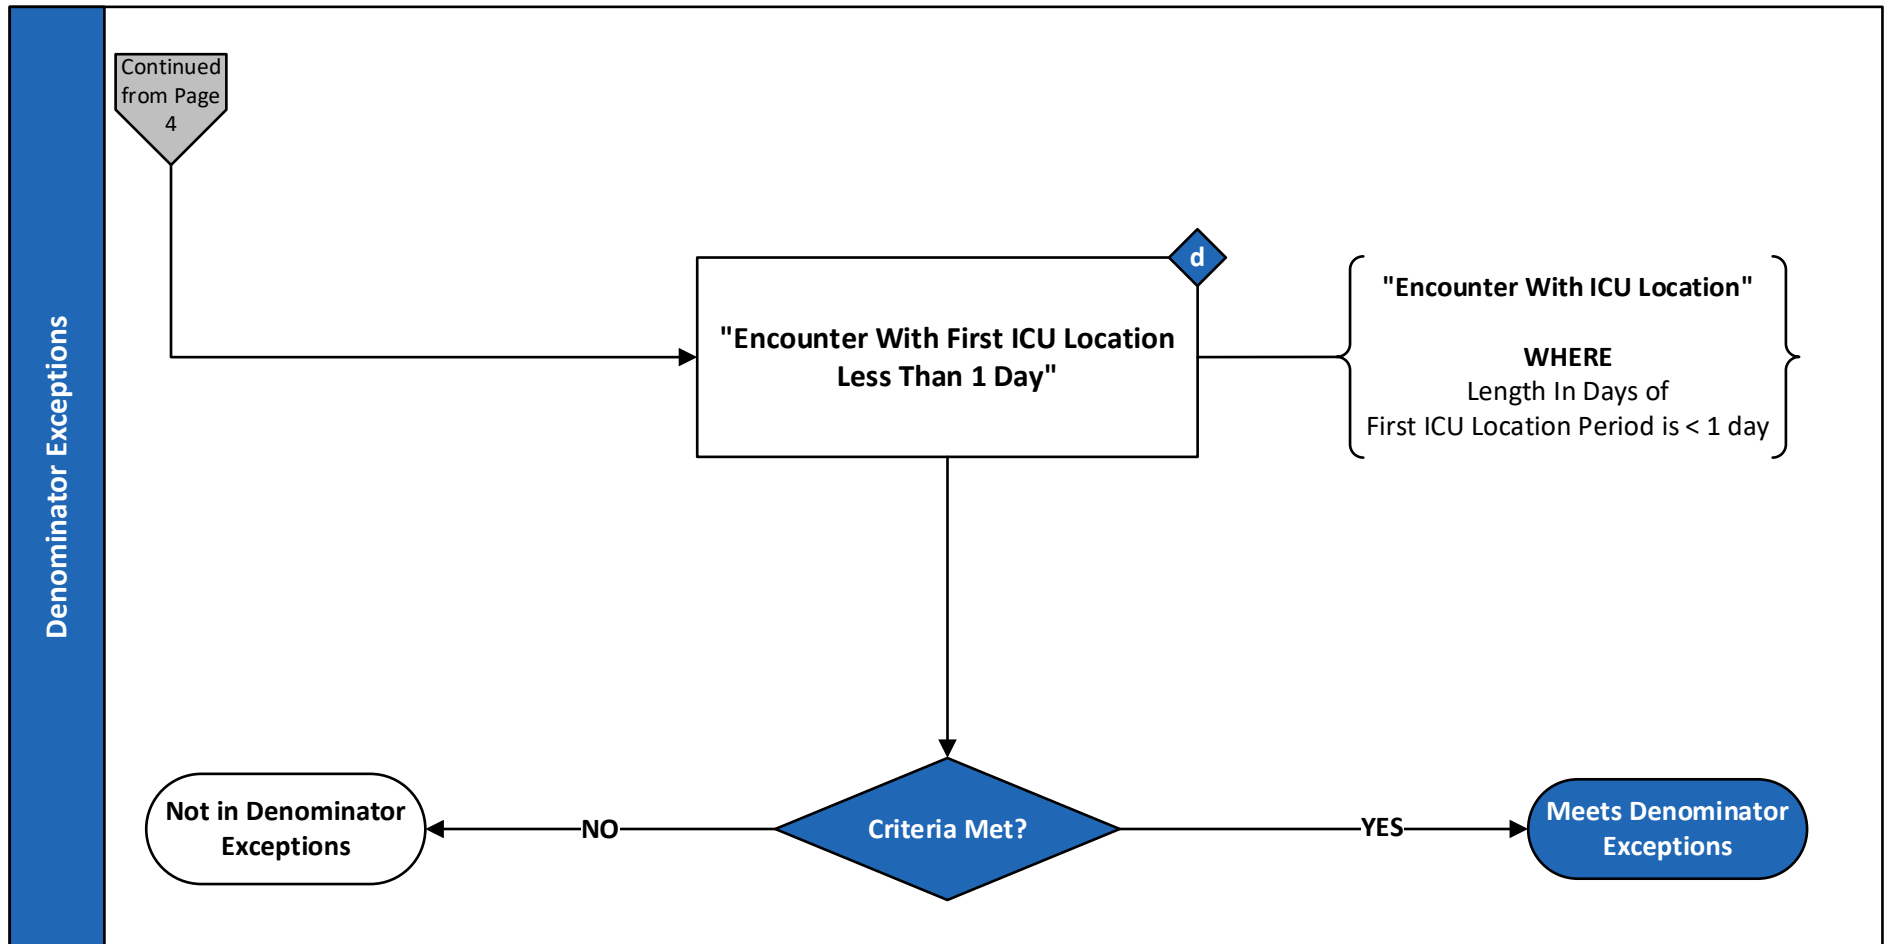 Denominator Exceptions
Continued
from Page
4
d
"Encounter With First ICU Location
Less Than 1 Day"
"Encounter With ICU Location"
WHERE
Length In Days of
First ICU Location Period is < 1 day
Not in Denominator
Exceptions
NO
Criteria Met?
YES
Meets Denominator
Exceptions